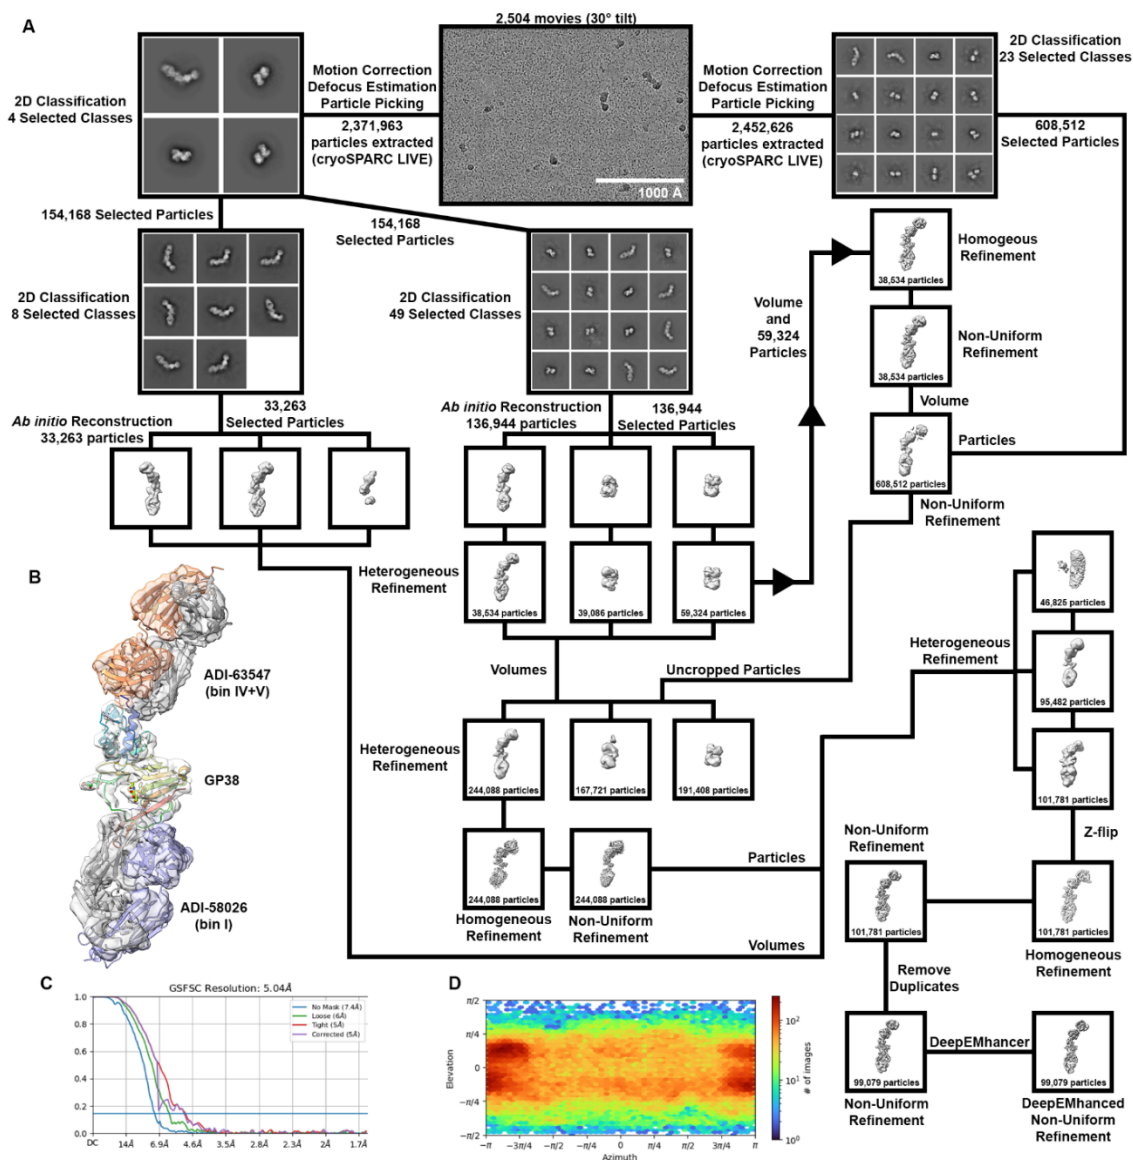 A
2,504 movies (30° tilt)
2D Classification
4 Selected Classes
Motion Correction
Defocus Estimation
Particle Picking
2,371,963
particles extracted
(cryoSPARC LIVE)
1000 Å
Motion Correction
Defocus Estimation
Particle Picking
2,452,626
particles extracted
(cryoSPARC LIVE)
2D Classification
23 Selected Classes
608,512
Selected Particles
154,168 Selected Particles
154,168
Selected Particles
2D Classification
8 Selected Classes
2D Classification
49 Selected Classes
Volume
and
59,324
Particles
38,534 particles
Homogeous
Refinement
38,534 particles
Non-Uniform
Refinement
Volume
Particles
608,512 particles
Non-Uniform
Refinement
Ab initio Reconstruction
33,263 particles
33,263
Selected Particles
Ab initio Reconstruction
136,944 particles
136,944
Selected Particles
Heterogeneous
Refinement
38,534 particles
39,086 particles
59,324 particles
Volumes
Uncropped Particles
Heterogeneous
Refinement
46,825 particles
95,482 particles
101,781 particles
Z-flip
B
ADI-63547
(bin IV+V)
GP38
ADI-58026
(bin I)
Heterogeneous
Refinement
244,088 particles
167,721 particles
191,408 particles
244,088 particles
244,088 particles
Homogeneous
Refinement
Non-Uniform
Refinement
Particles
Volumes
Non-Uniform
Refinement
101,781 particles
101,781 particles
Homogeneous
Refinement
Remove
Duplicates
99,079 particles
DeepEMhancer
99,079 particles
Non-Uniform
Refinement
DeepEMhanced
Non-Uniform
Refinement
C
GSFSC Resolution: 5.04Å
No Mask (7.4Å)
Loose (6Å)
Tight (5Å)
Corrected (5Å)
1.0
0.8
0.6
0.4
0.2
0.0
DC
14Å
6.9Å
4.6Å
3.5Å
2.8Å
2.3Å
2Å
1.7Å
D
π/2
π/4
0
−π/4
−π/2
Elevation
−π
−3π/4
−π/2
−π/4
0
π/4
π/2
3π/4
π
Azimuth
10²
10¹
10⁰
# of images